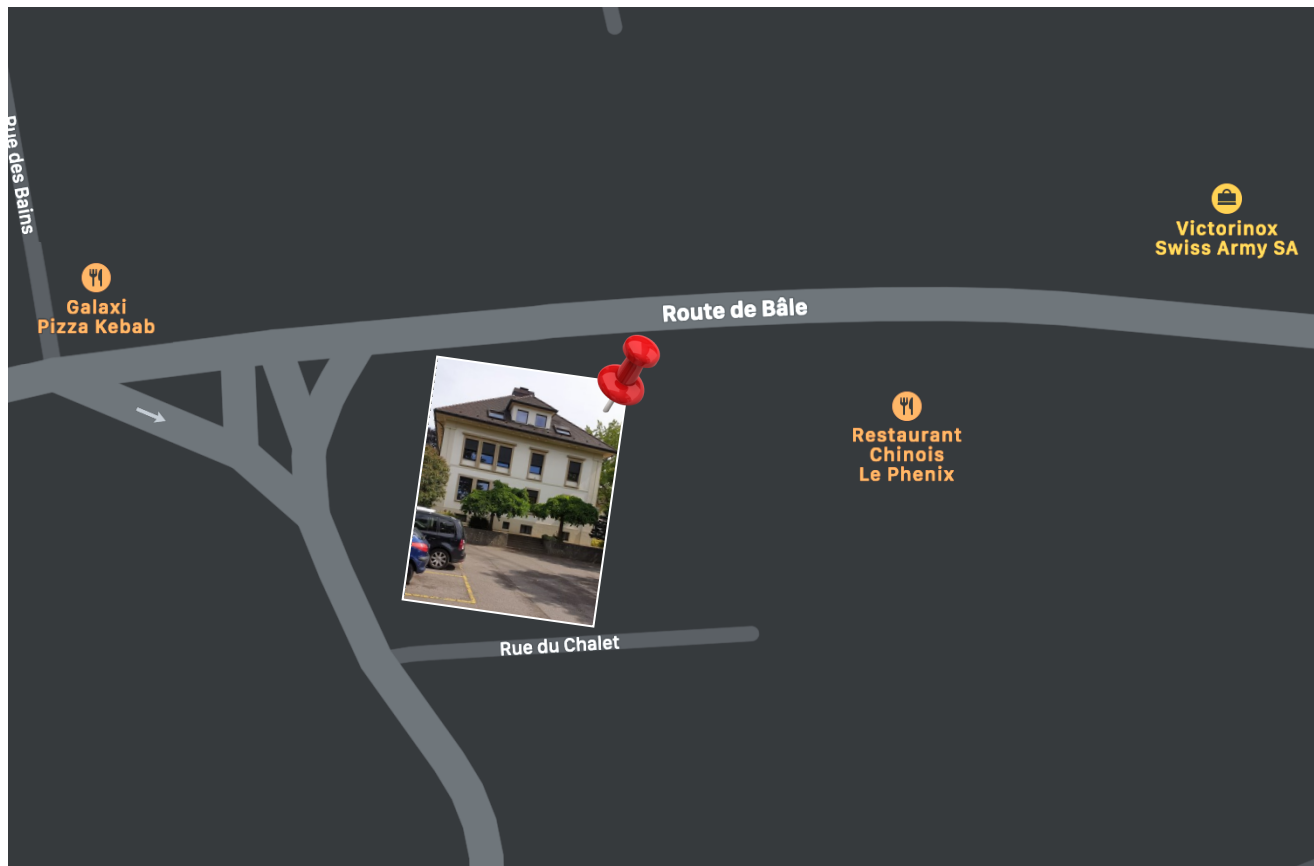 Rue des Bains
Victorinox
Swiss Army SA
Galaxi
Pizza Kebab
Route de Bâle
Restaurant
Chinois
Le Phenix
Rue du Chalet